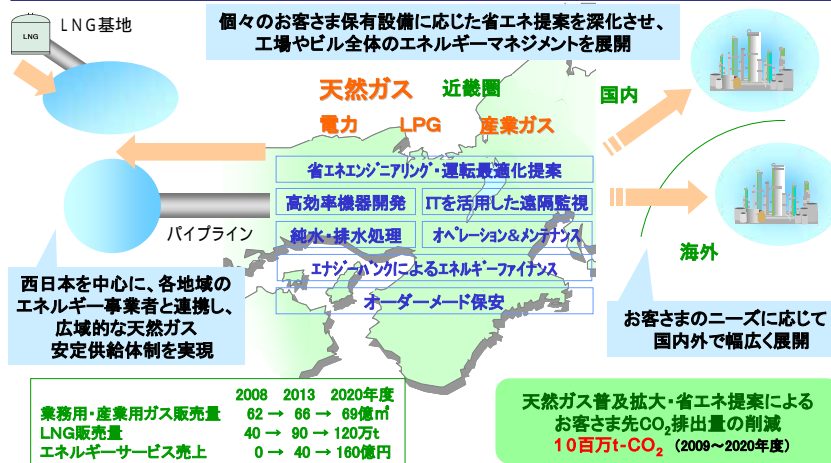 LNG
LNG基地
個々のお客さま保有設備に応じた省エネ提案を深化させ、
工場やビル全体のエネルギーマネジメントを展開
天然ガス 近畿圏
電力 LPG 産業ガス
国内
省エネエンジニアリング・運転最適化提案
高効率機器開発 ITを活用した遠隔監視
純水・排水処理 オペレーション&メンテナンス
エナジーバンクによるエネルギーファイナンス
オーダーメード保安
パイプライン
海外
西日本を中心に、各地域の
エネルギー事業者と連携し、
広域的な天然ガス
安定供給体制を実現
お客さまのニーズに応じて
国内外で幅広く展開
2008 2013 2020年度
業務用・産業用ガス販売量 62 → 66 → 69億㎥
LNG販売量 40 → 90 → 120万t
エネルギーサービス売上 0 → 40 → 160億円
天然ガス普及拡大・省エネ提案による
お客さま先CO₂排出量の削減
10百万t-CO₂ (2009～2020年度)